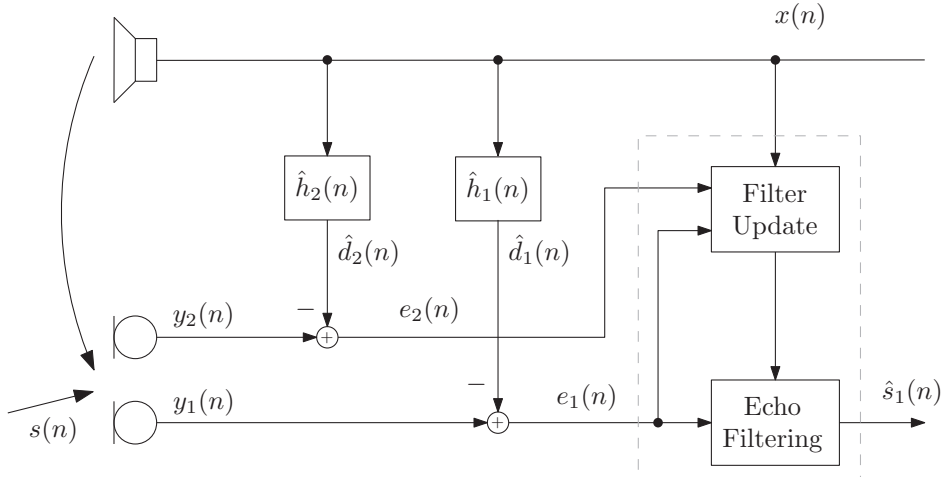 x(n)
ĥ₂(n)
ĥ₁(n)
Filter
Update
d̂₂(n)
d̂₁(n)
y₂(n)
−
e₂(n)
+
−
y₁(n)
e₁(n)
ŝ₁(n)
s(n)
+
Echo
Filtering